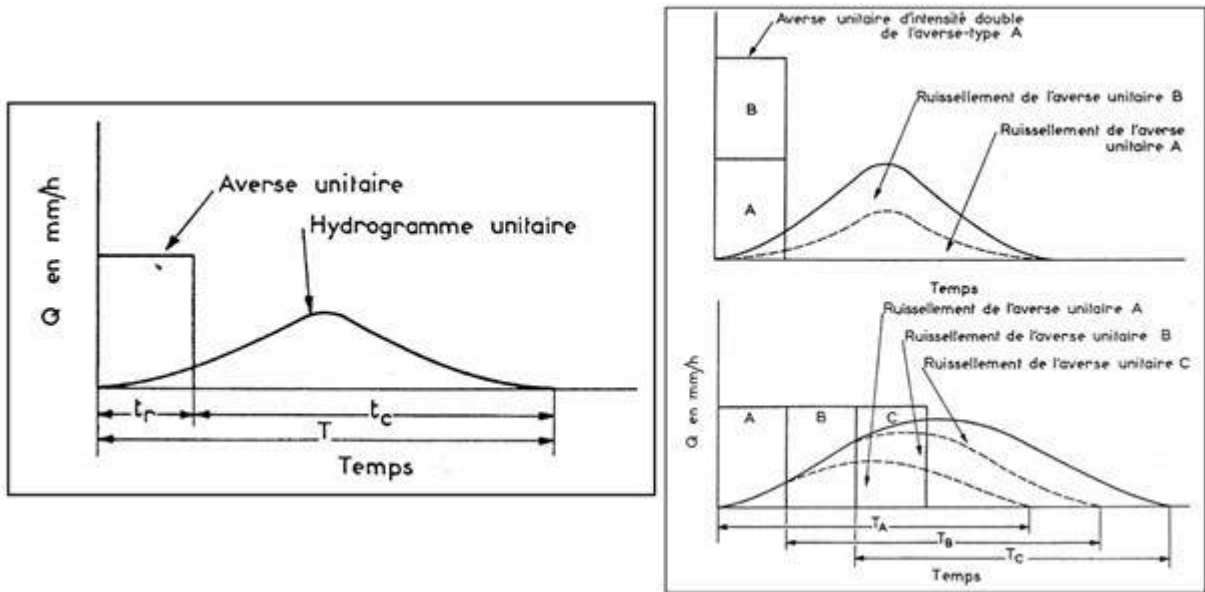 Q en mm/h
Averse unitaire
Hydrogramme unitaire
tr
tc
T
Temps
Averse unitaire d'intensité double
de l'averse-type A
B
A
Ruissellement de l'averse unitaire B
Ruissellement de l'averse
unitaire A
Temps
Q en mm/h
Ruissellement de l'averse unitaire A
Ruissellement de l'averse unitaire B
Ruissellement de l'averse unitaire C
A B C
TA
TB
TC
Temps